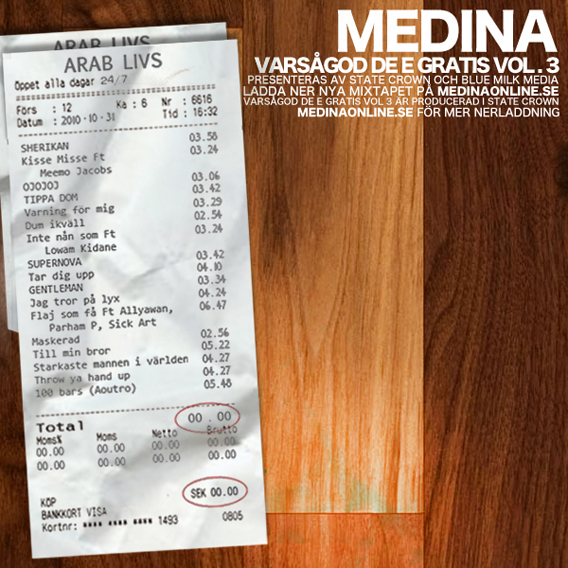 MEDINA
VARSÅGOD DE E GRATIS VOL. 3
PRESENTERAS AV STATE CROWN OCH BLUE MILK MEDIA
LADDA NER NYA MIXTAPET PÅ MEDINAONLINE.SE
VARSÅGOD DE E GRATIS VOL 3 ÄR PRODUCERAD I STATE CROWN
MEDINAONLINE.SE FÖR MER NERLADDNING
ARAB LIVS
ARAB LIVS
Öppet alla dagar 24/7
Förs : 12 Ka : 6 Nr : 6616
Datum : 2010-10-31 Tid : 16:32
SHERIKAN 03.58
Kisse Misse Ft 03.24
Meemo Jacobs
OJOJOJ 03.06
TIPPA DOM 03.42
Varning för mig 03.29
Dum ikväll 02.54
Inte nån som Ft 03.24
Lowam Kidane
SUPERNOVA 03.42
Tar dig upp 04.10
GENTLEMAN 03.34
Jag tror på lyx 04.24
Flaj som få Ft Allyawan, 06.47
Parham P, Sick Art
Maskerad 02.56
Till min bror 05.22
Starkaste mannen i världen 04.27
Throw ya hand up 04.27
100 bars (Aoutro) 05.48
Total 00.00
Moms% Moms Netto Brutto
00.00 00.00 00.00 00.00
00.00 00.00 00.00 00.00
KÖP SEK 00.00
BANKKORT VISA
Kortnr: **** **** **** 1493 0805